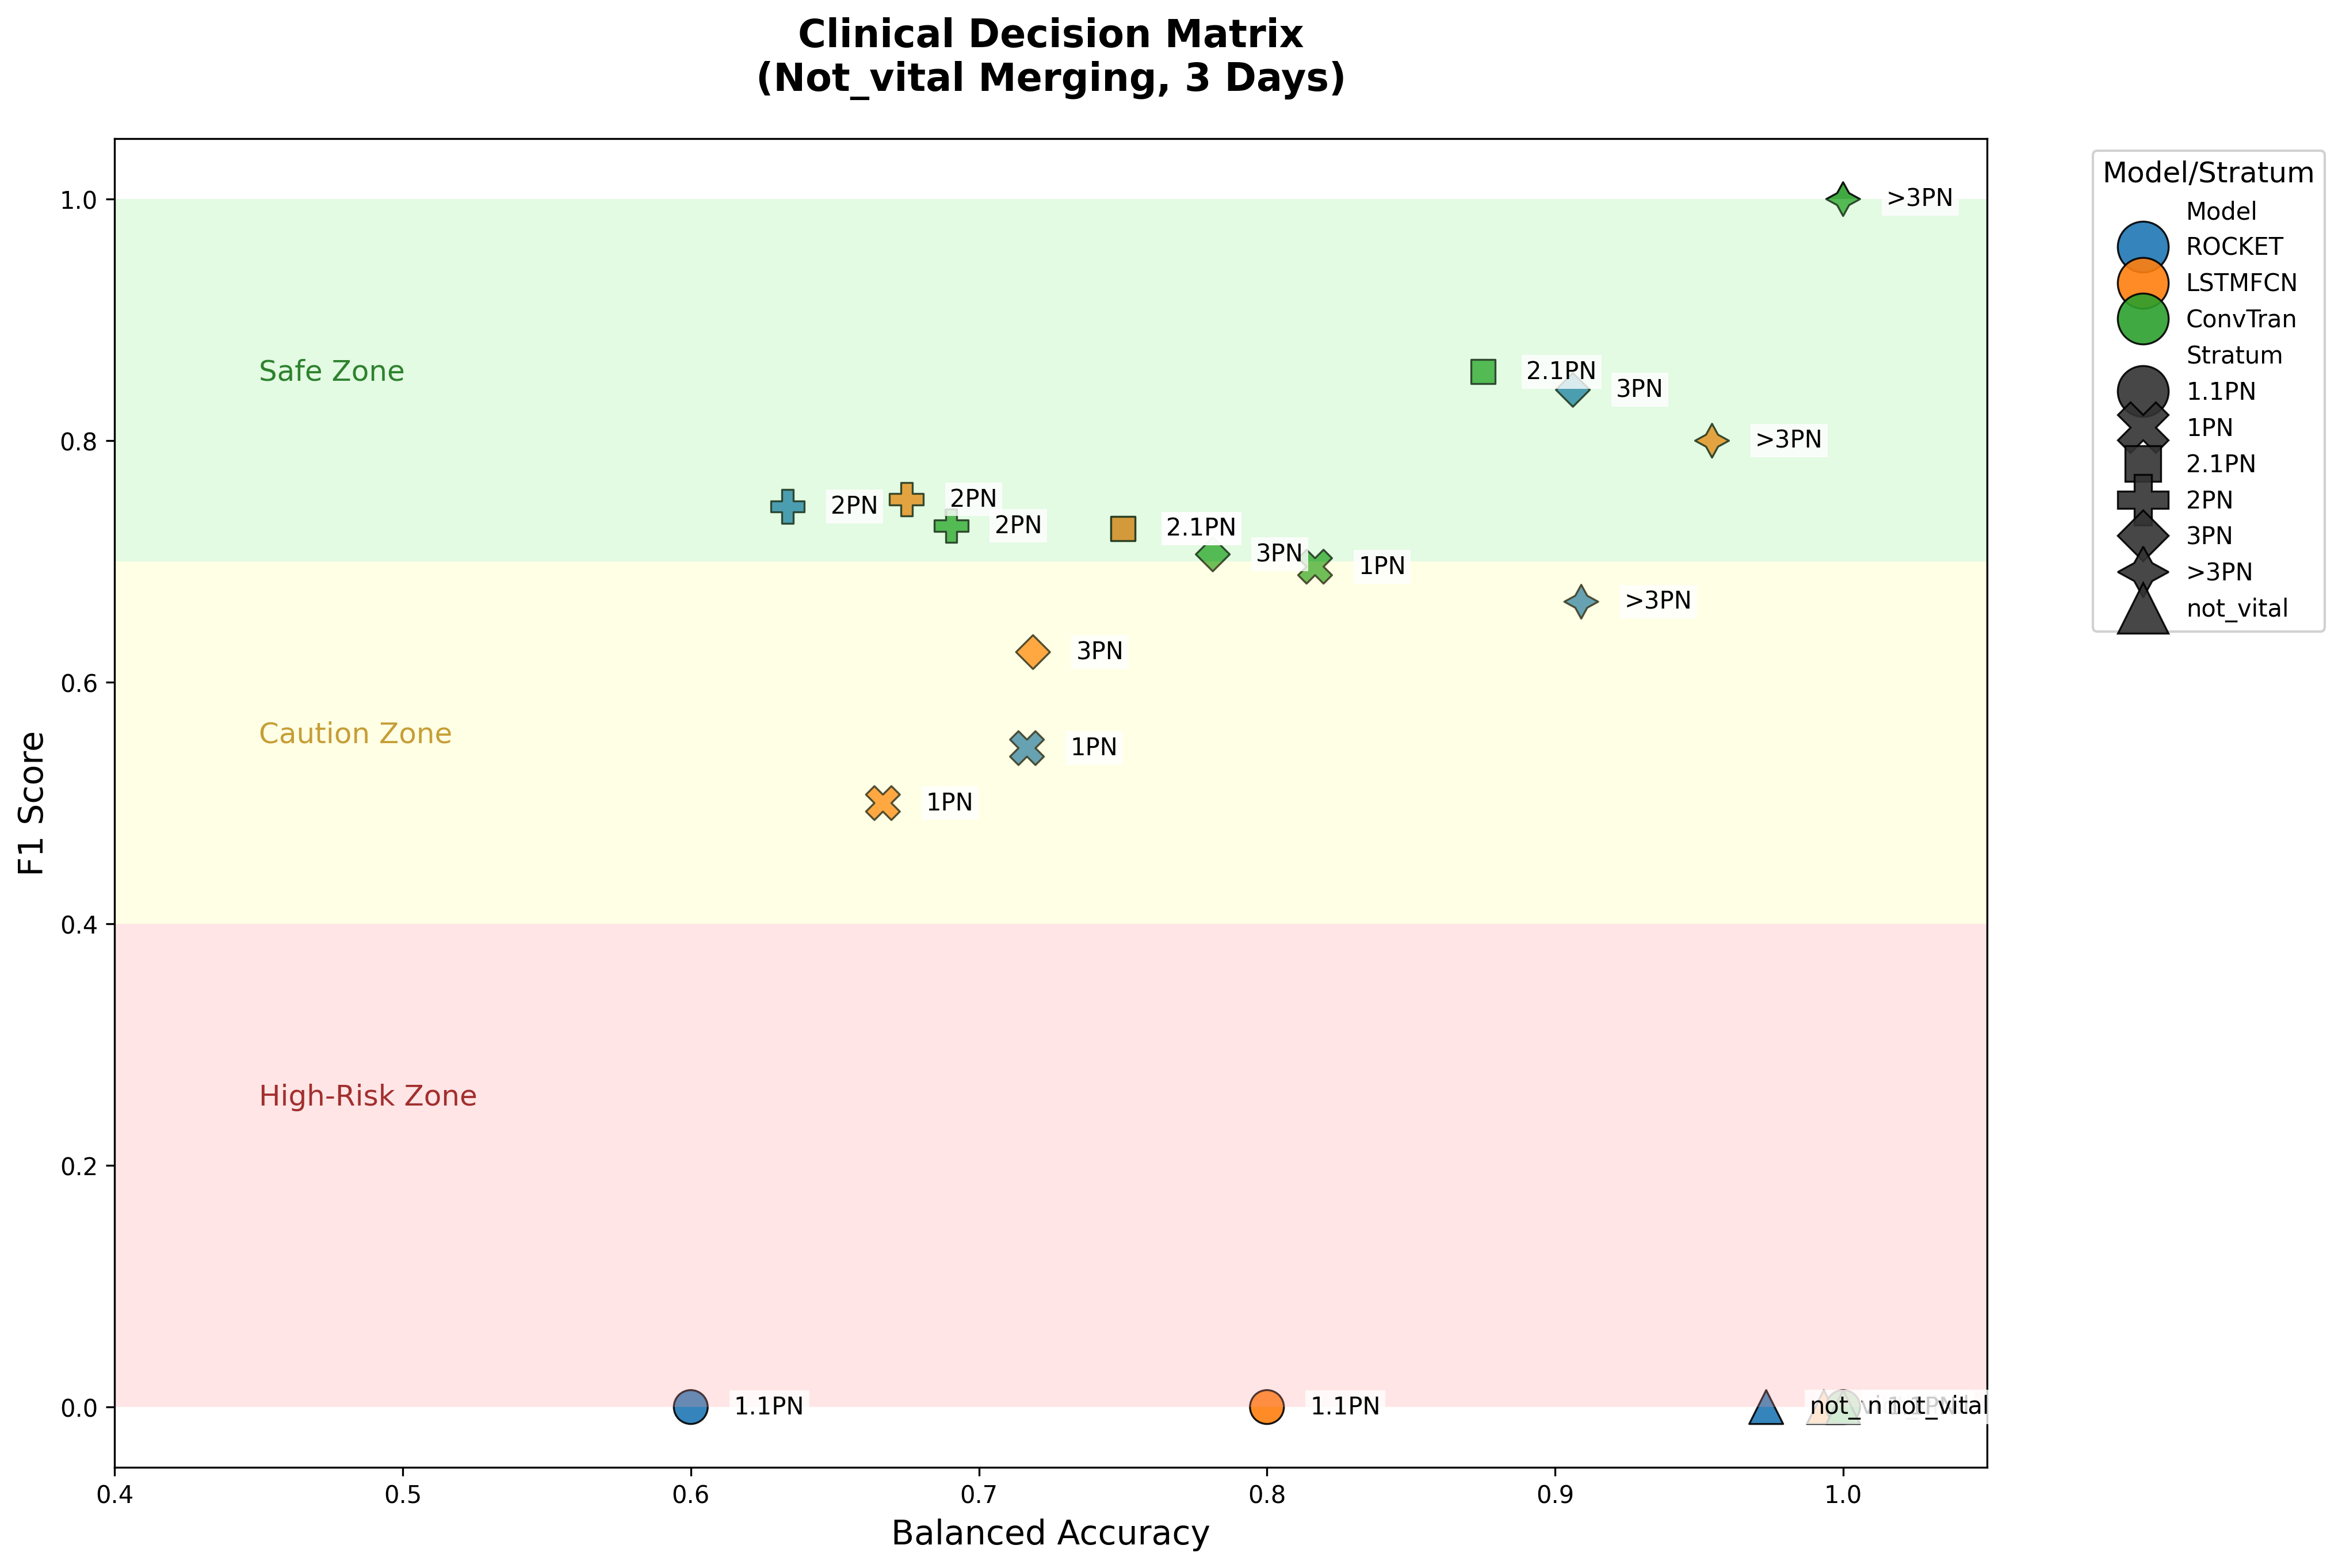 Clinical Decision Matrix
(Not_vital Merging, 3 Days)
F1 Score
1.0
0.8
0.6
0.4
0.2
0.0
Safe Zone
Caution Zone
High-Risk Zone
>3PN
2.1PN
3PN
>3PN
2PN
2PN
2PN
2.1PN
3PN
1PN
>3PN
3PN
1PN
1PN
1.1PN
1.1PN
not_vital
0.4
0.5
0.6
0.7
0.8
0.9
1.0
Balanced Accuracy
Model/Stratum
Model
ROCKET
LSTMFCN
ConvTran
Stratum
1.1PN
1PN
2.1PN
2PN
3PN
>3PN
not_vital